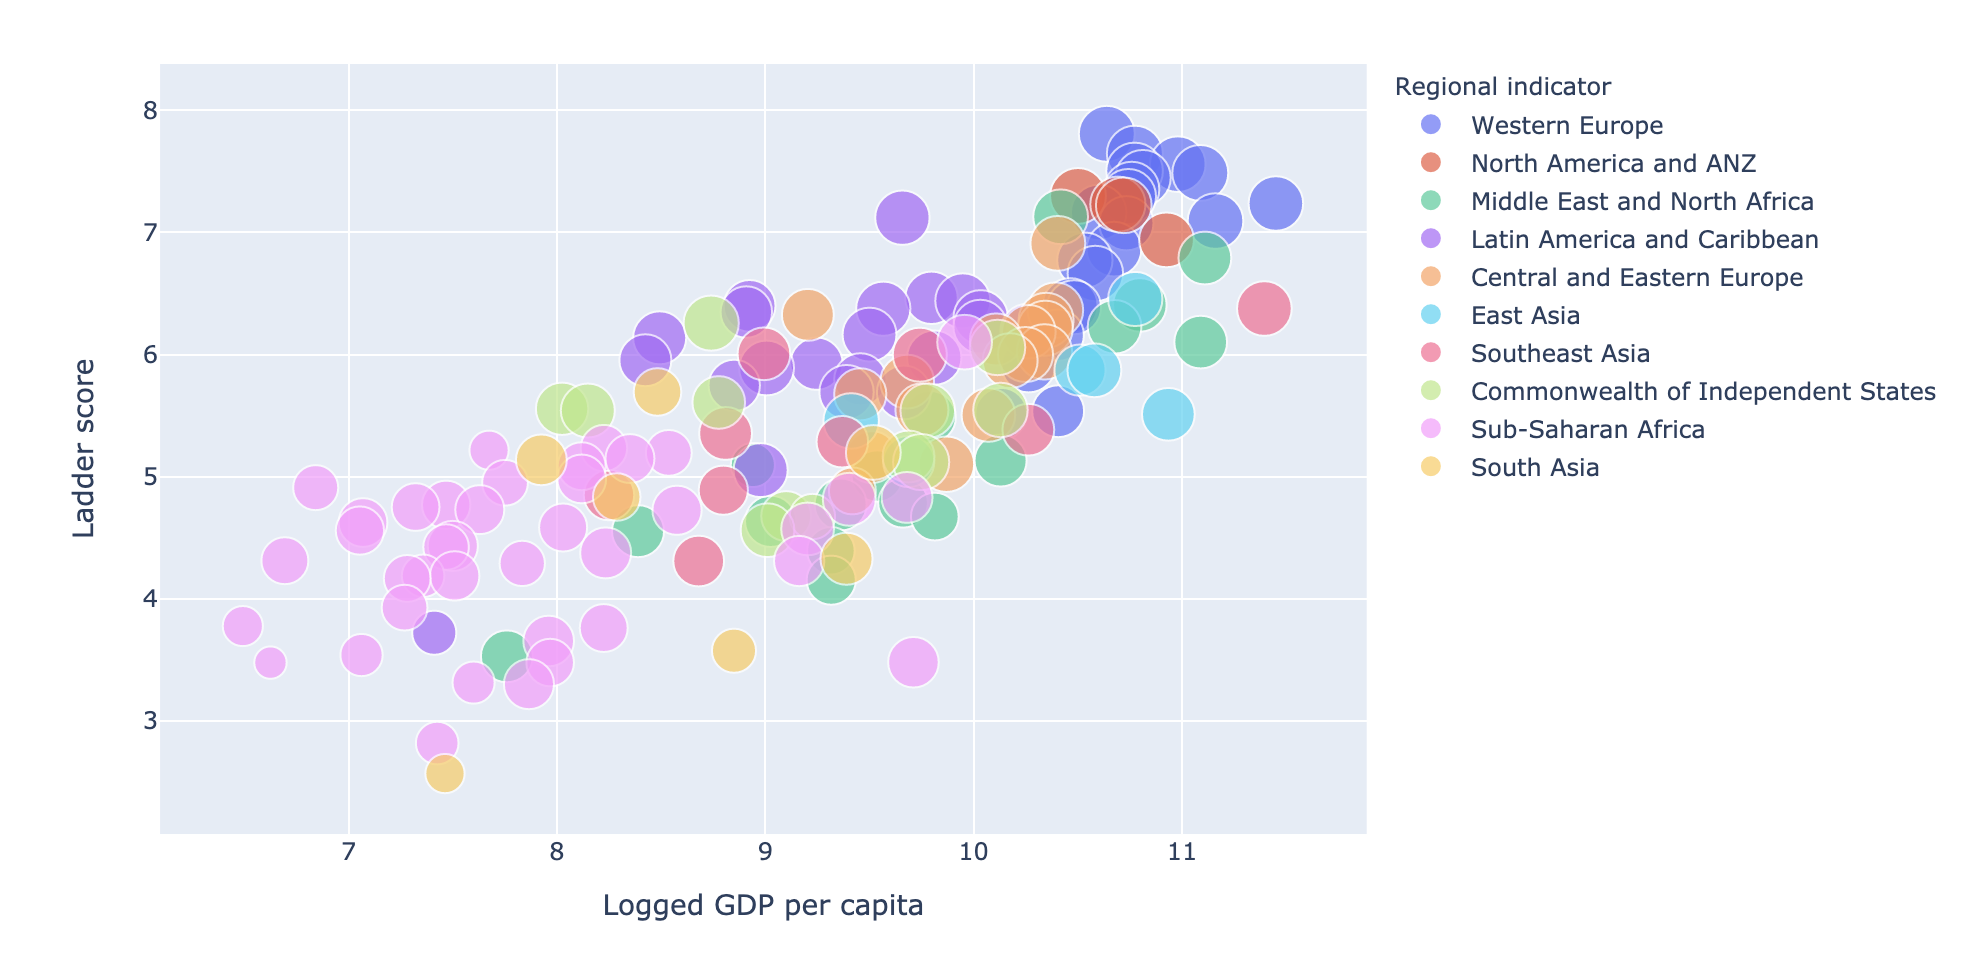 Regional indicator
Western Europe
North America and ANZ
Middle East and North Africa
Latin America and Caribbean
Central and Eastern Europe
East Asia
Southeast Asia
Commonwealth of Independent States
Sub-Saharan Africa
South Asia
Ladder score
8
7
6
5
4
3
7 8 9 10 11
Logged GDP per capita